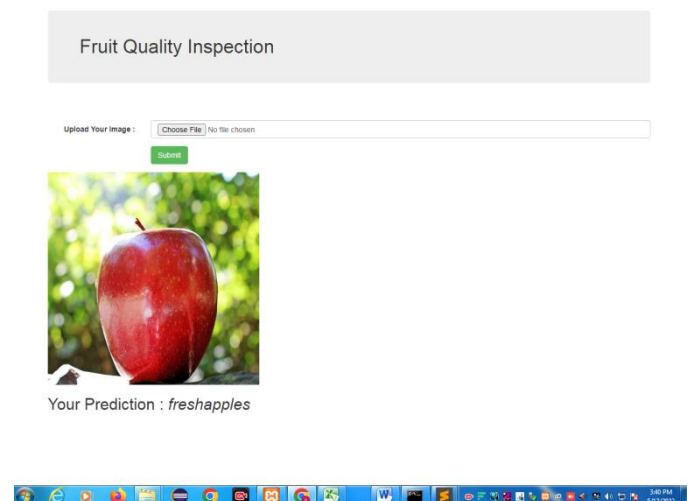 Fruit Quality Inspection
Upload Your Image : Choose File No file chosen
Submit
Your Prediction : freshapples
3:40 PM